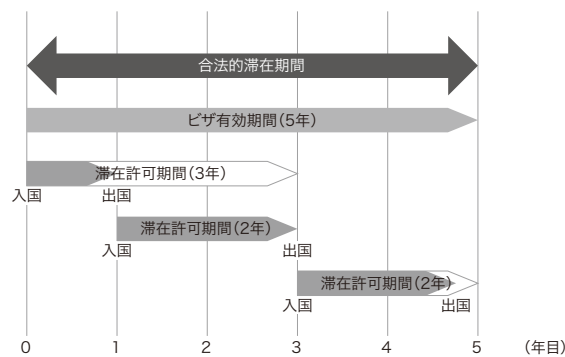 合法的滞在期間
ビザ有効期間(5年)
滞在許可期間(3年)
入国 出国
滞在許可期間(2年)
入国 出国
滞在許可期間(2年)
入国 出国
0 1 2 3 4 5 (年目)